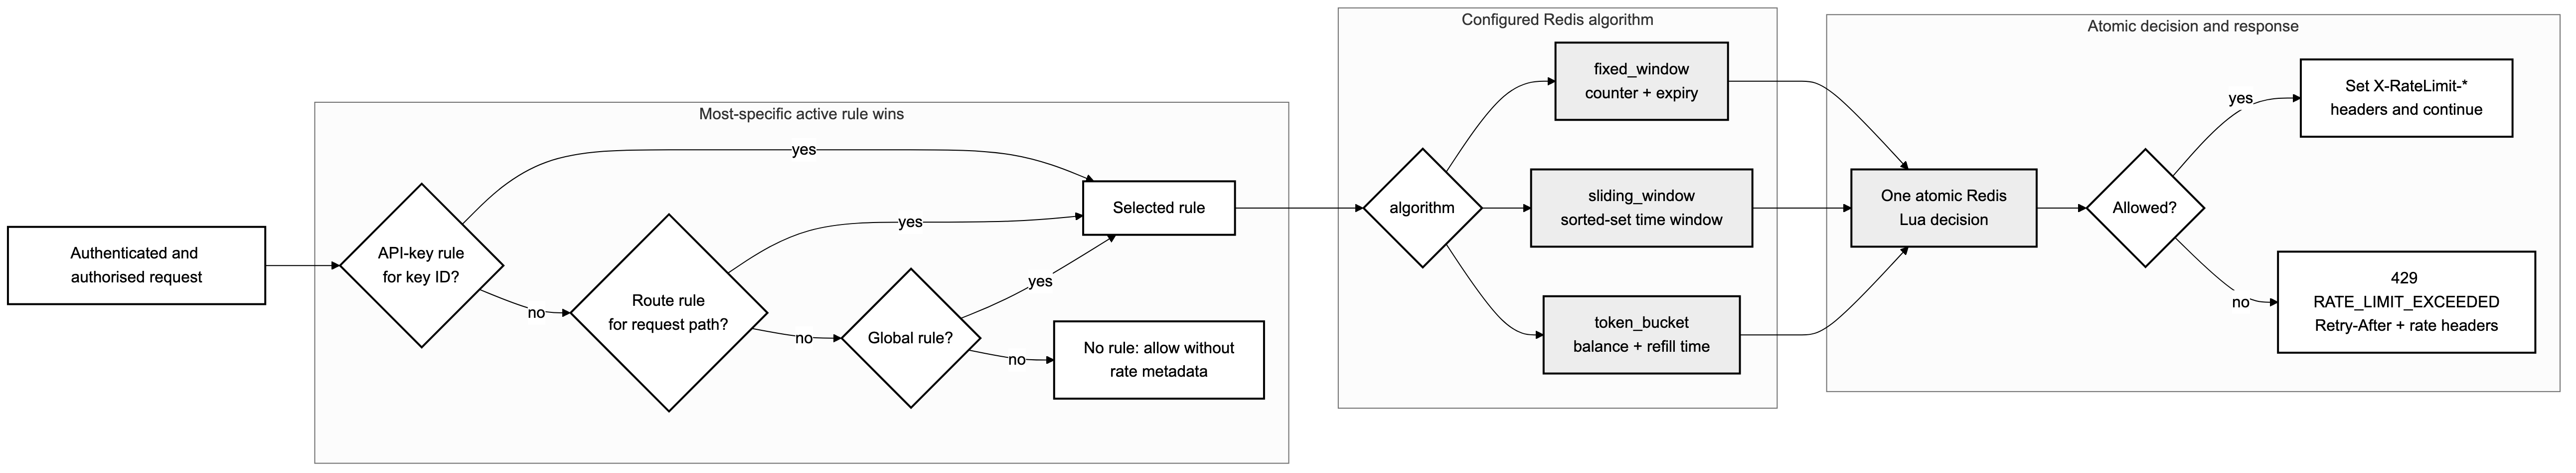 Authenticated and
authorised request
Most-specific active rule wins
API-key rule
for key ID?
yes
no
Route rule
for request path?
yes
no
Global rule?
yes
no
Selected rule
No rule: allow without
rate metadata
Configured Redis algorithm
algorithm
fixed_window
counter + expiry
sliding_window
sorted-set time window
token_bucket
balance + refill time
Atomic decision and response
One atomic Redis
Lua decision
Allowed?
yes
no
Set X-RateLimit-*
headers and continue
429
RATE_LIMIT_EXCEEDED
Retry-After + rate headers